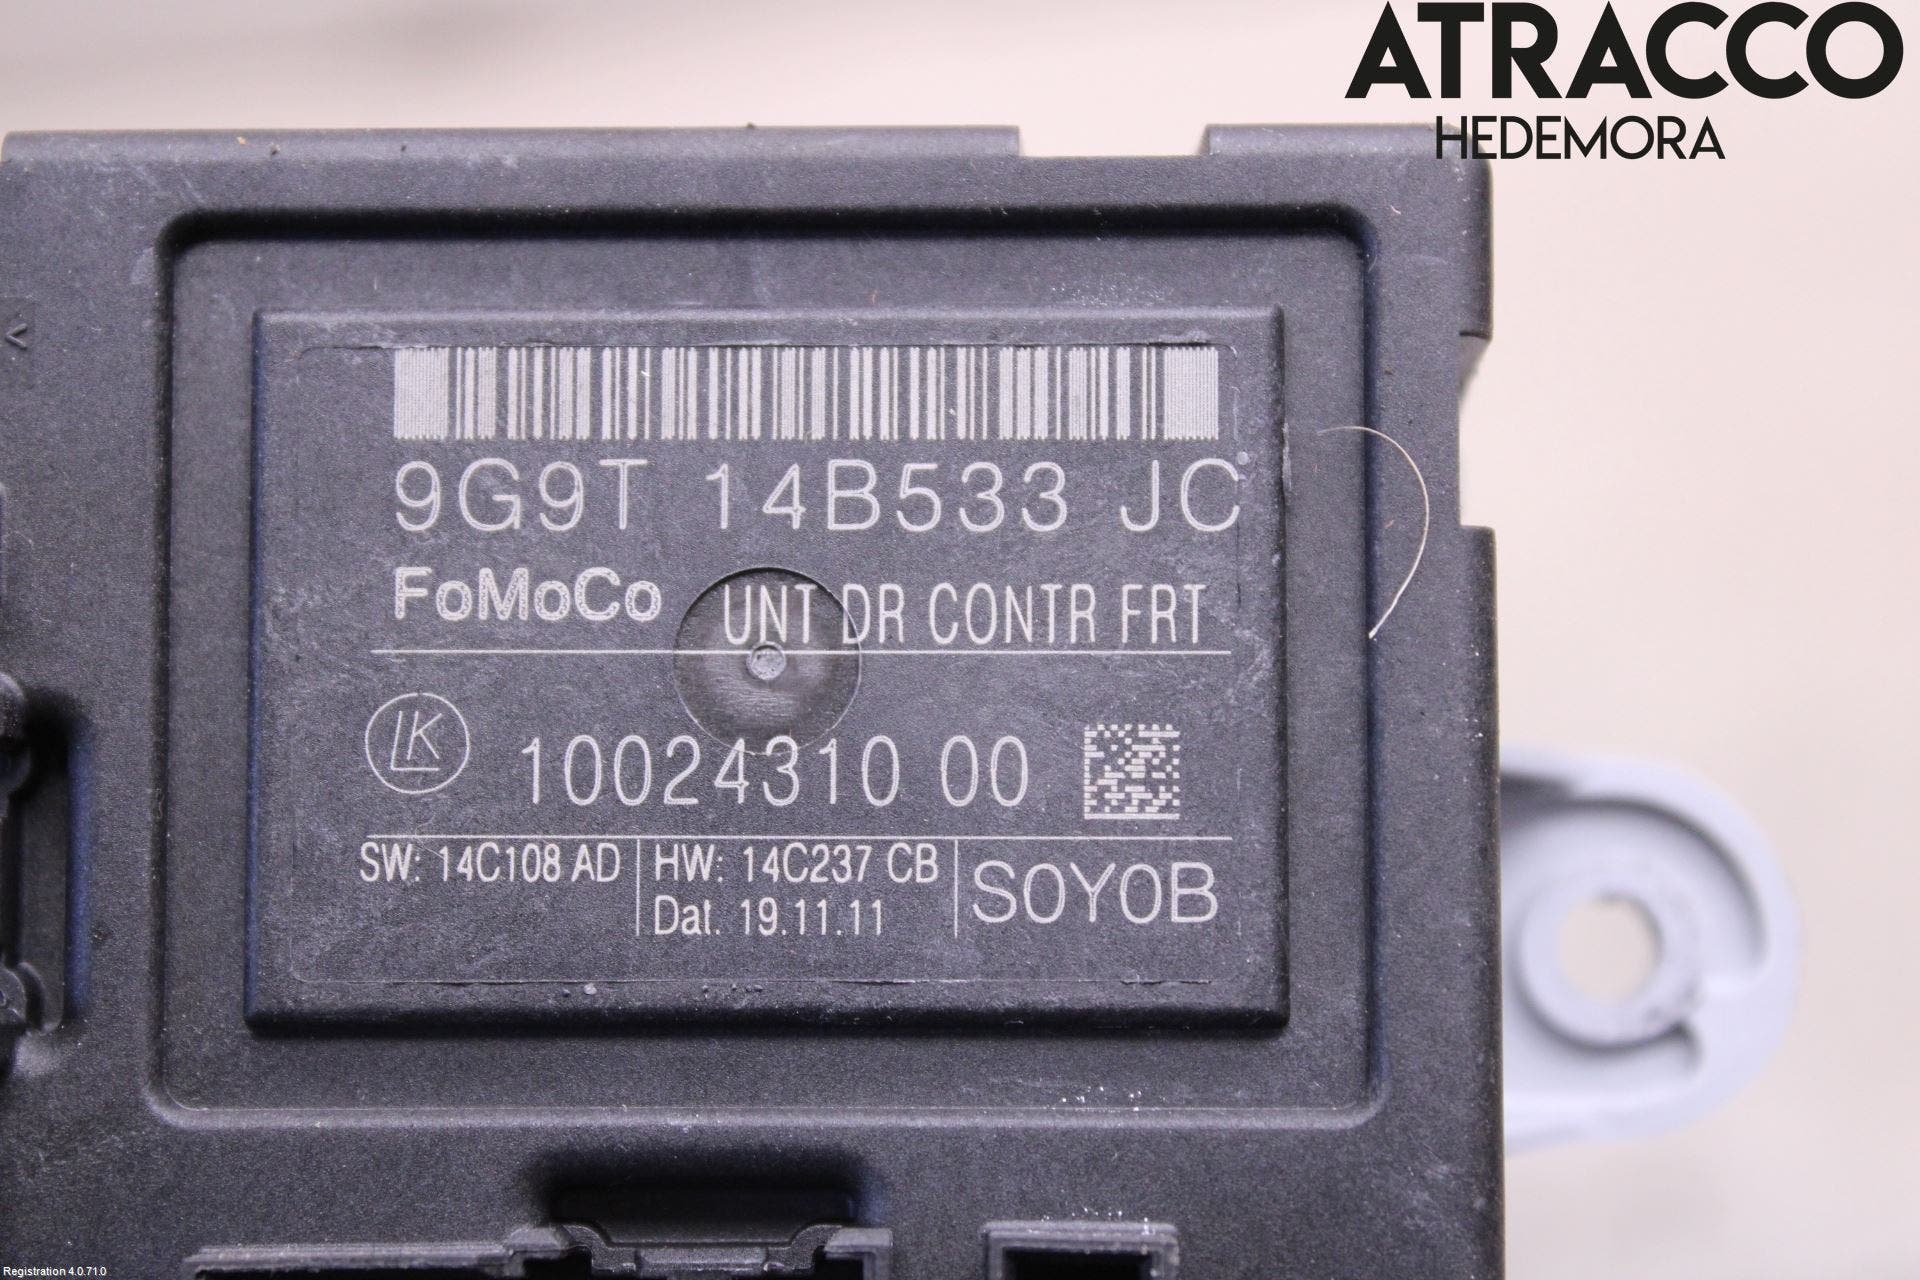 ATRACCO
HEDEMORA
9G9T 14B533 JC
FoMoCo UNT DR CONTR FRT
LK 10024310 00
SW: 14C108 AD HW: 14C237 CB S0Y0B
Dat. 19.11.11
Registration 4.0.71.0